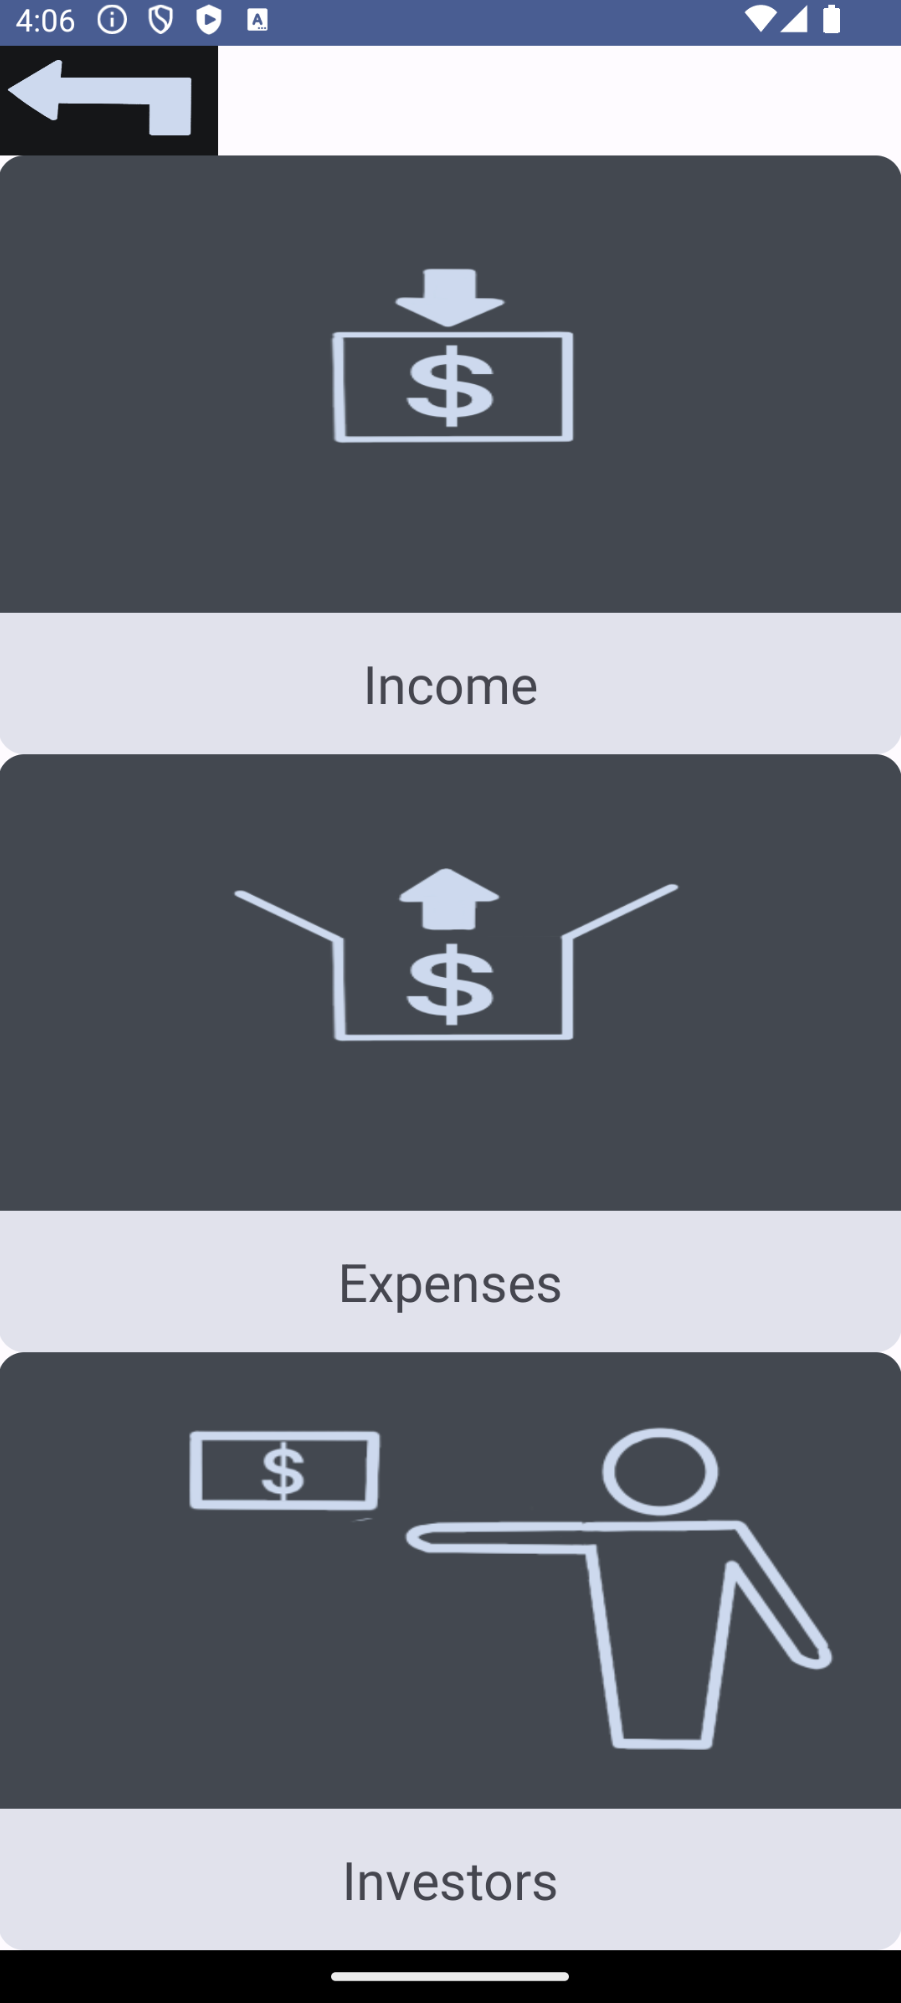 4:06
A
$
Income
$
Expenses
$
Investors